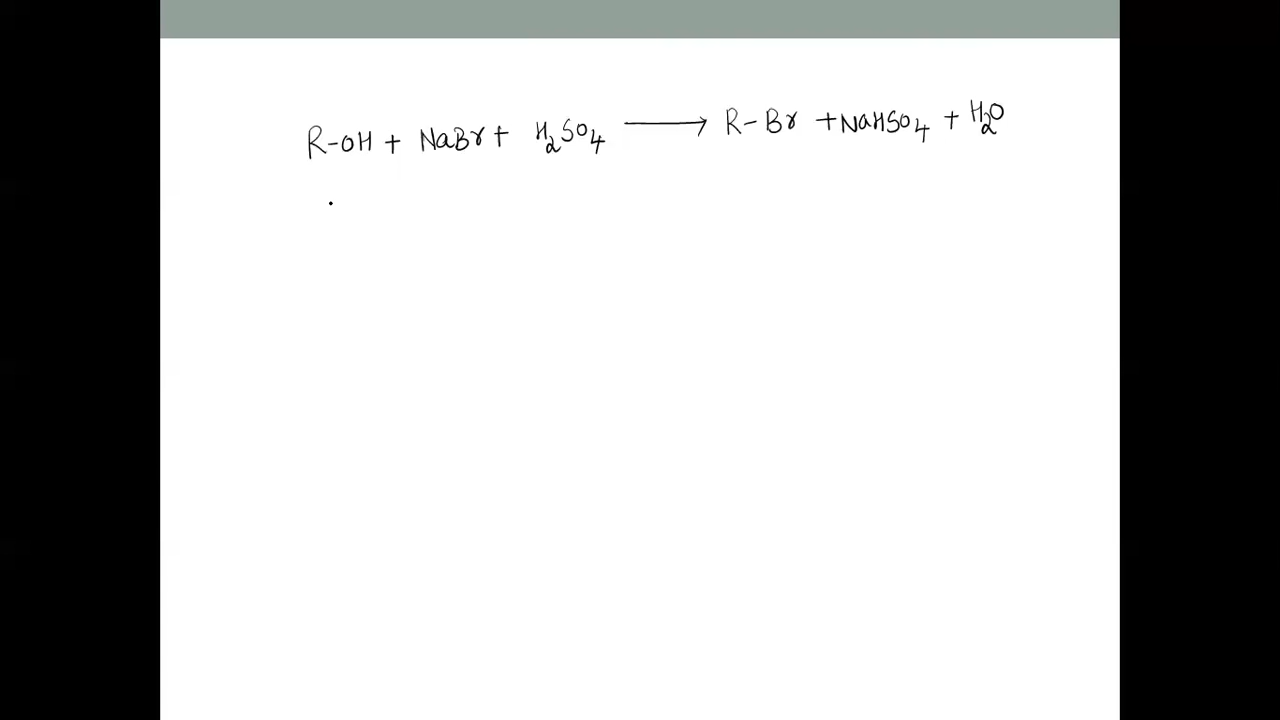 R-OH + NaBr + H₂SO₄ ⟶ R-Br + NaHSO₄ + H₂O